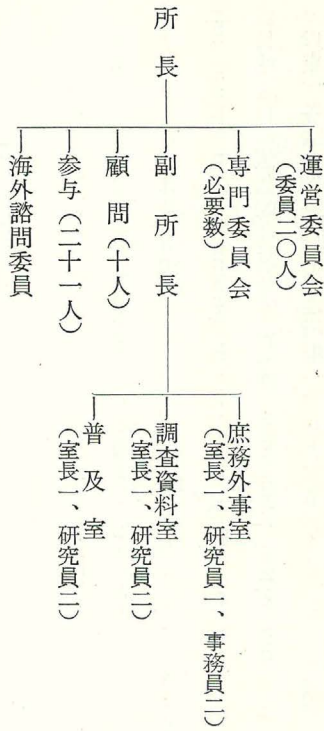 所長
運営委員会
(委員二〇人)
専門委員会
(必要数)
副所長
顧問(十人)
参与(二十一人)
海外諮問委員
庶務外事室
(室長一、研究員一、事務員二)
調査資料室
(室長一、研究員二)
普及室
(室長一、研究員二)